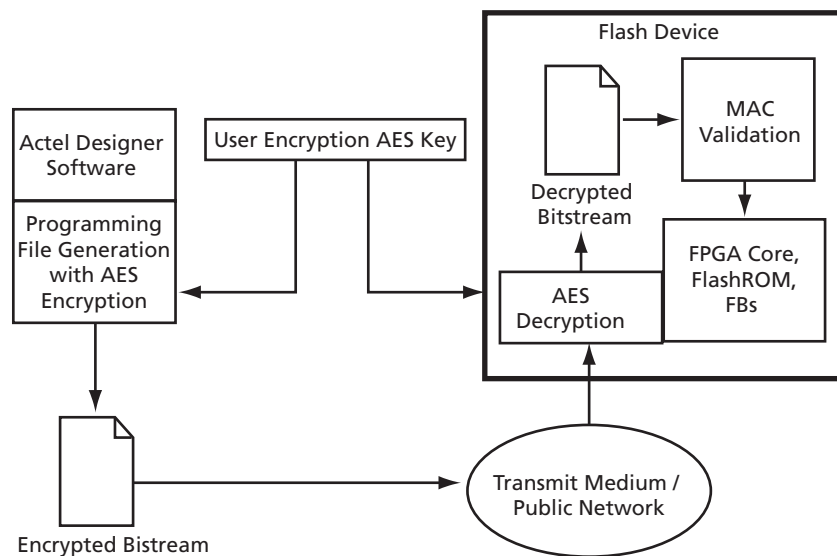 Flash Device
MAC
Validation
Actel Designer
Software
User Encryption AES Key
Decrypted
Bitstream
Programming
File Generation
with AES
Encryption
FPGA Core,
FlashROM,
FBs
AES
Decryption
Transmit Medium /
Public Network
Encrypted Bistream